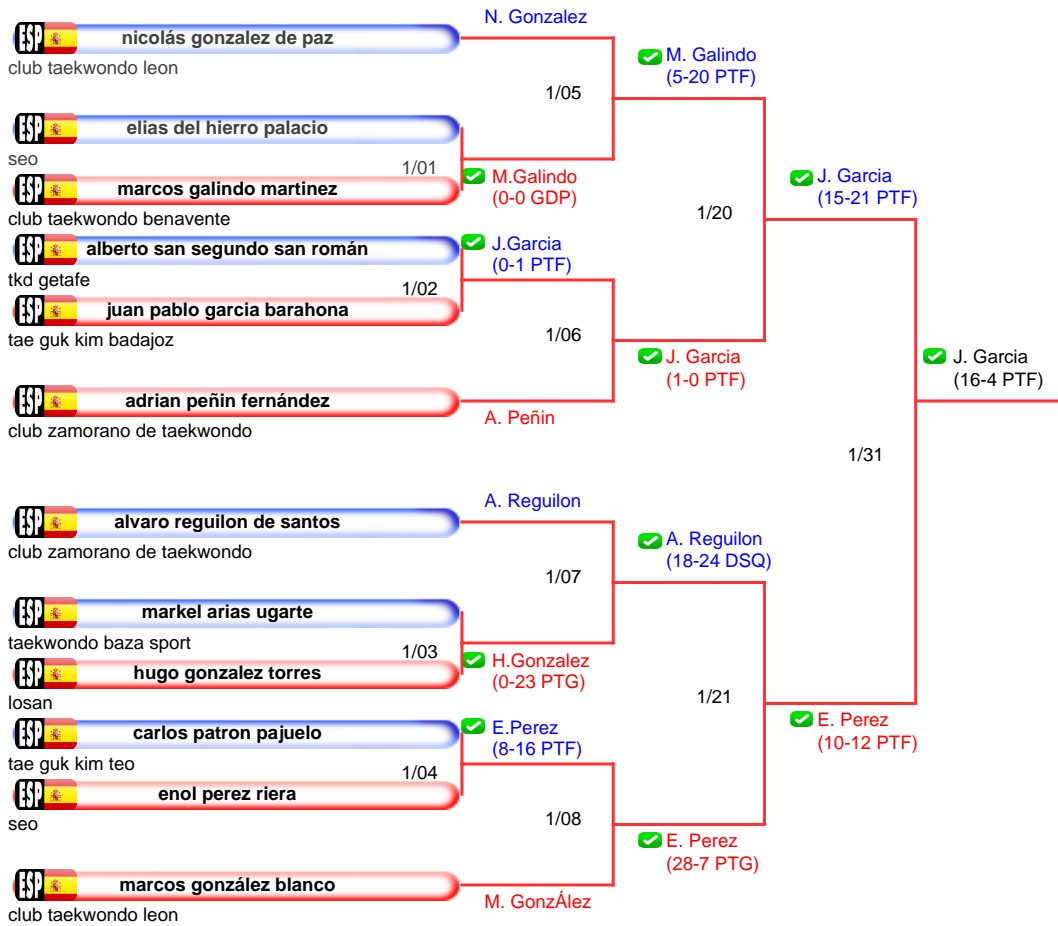 N. Gonzalez
ESP nicolás gonzalez de paz
club taekwondo leon
M. Galindo
(5-20 PTF)
1/05
ESP elias del hierro palacio
seo
1/01
M.Galindo
(0-0 GDP)
ESP marcos galindo martinez
club taekwondo benavente
J. Garcia
(15-21 PTF)
1/20
ESP alberto san segundo san román
tkd getafe
J.Garcia
(0-1 PTF)
1/02
ESP juan pablo garcia barahona
tae guk kim badajoz
1/06
J. Garcia
(1-0 PTF)
ESP adrian peñin fernández
club zamorano de taekwondo
A. Peñin
J. Garcia
(16-4 PTF)
1/31
A. Reguilon
ESP alvaro reguilon de santos
club zamorano de taekwondo
A. Reguilon
(18-24 DSQ)
1/07
ESP markel arias ugarte
taekwondo baza sport
1/03
H.Gonzalez
(0-23 PTG)
ESP hugo gonzalez torres
losan
1/21
E. Perez
(10-12 PTF)
ESP carlos patron pajuelo
tae guk kim teo
E.Perez
(8-16 PTF)
1/04
ESP enol perez riera
seo
1/08
E. Perez
(28-7 PTG)
ESP marcos gonzález blanco
club taekwondo leon
M. GonzÁlez